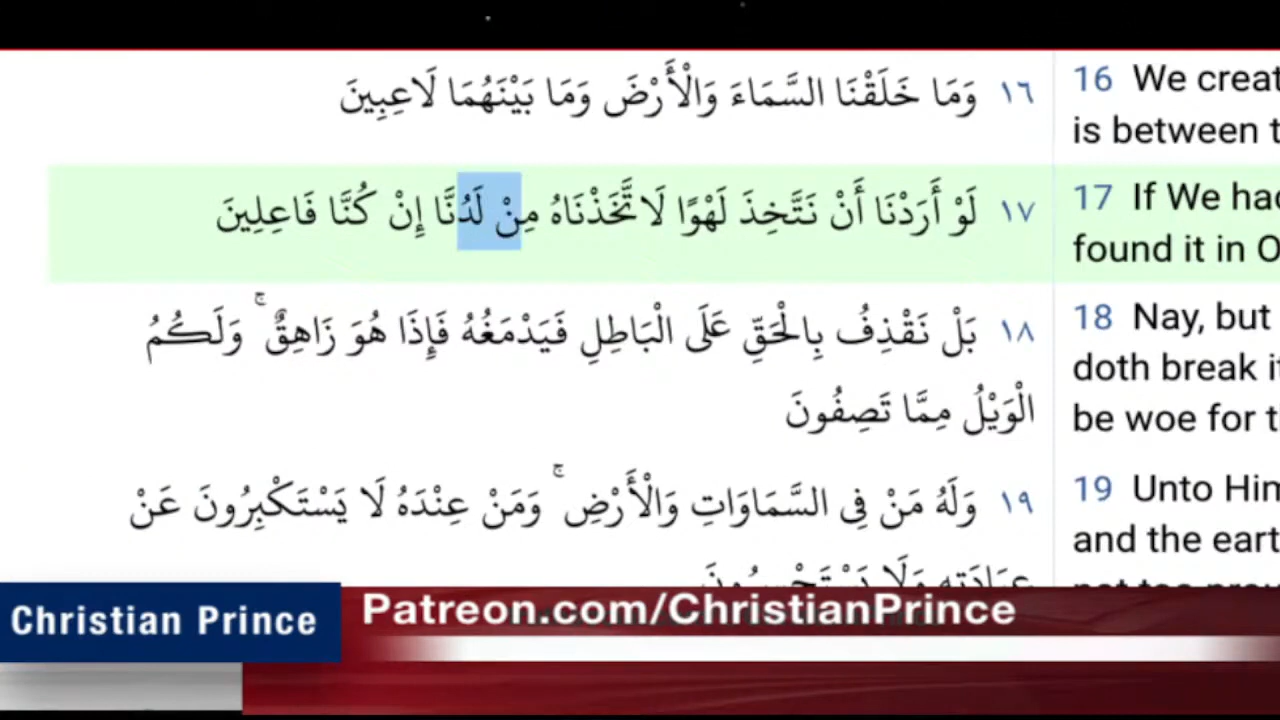 ١٦ وَمَا خَلَقْنَا السَّمَاءَ وَالْأَرْضَ وَمَا بَيْنَهُمَا لَاعِبِينَ
16 We creat
is between t
١٧ لَوْ أَرَدْنَا أَنْ نَتَّخِذَ لَهْوًا لَاتَّخَذْنَاهُ مِنْ لَدُنَّا إِنْ كُنَّا فَاعِلِينَ
17 If We had
found it in O
١٨ بَلْ نَقْذِفُ بِالْحَقِّ عَلَى الْبَاطِلِ فَيَدْمَغُهُ فَإِذَا هُوَ زَاهِقٌ ۚ وَلَكُمُ
الْوَيْلُ مِمَّا تَصِفُونَ
18 Nay, but
doth break it
be woe for t
١٩ وَلَهُ مَنْ فِي السَّمَاوَاتِ وَالْأَرْضِ ۚ وَمَنْ عِنْدَهُ لَا يَسْتَكْبِرُونَ عَنْ
عِبَادَتِهِ وَلَا يَسْتَحْسِرُونَ
19 Unto Him
and the eart
Christian Prince
Patreon.com/ChristianPrince